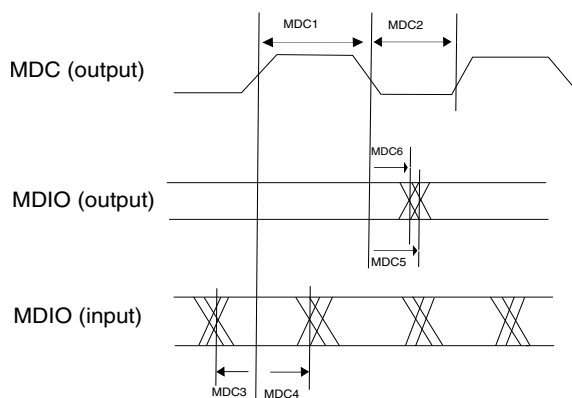 MDC1
MDC2
MDC (output)
MDC6
MDIO (output)
MDC5
MDIO (input)
MDC3
MDC4